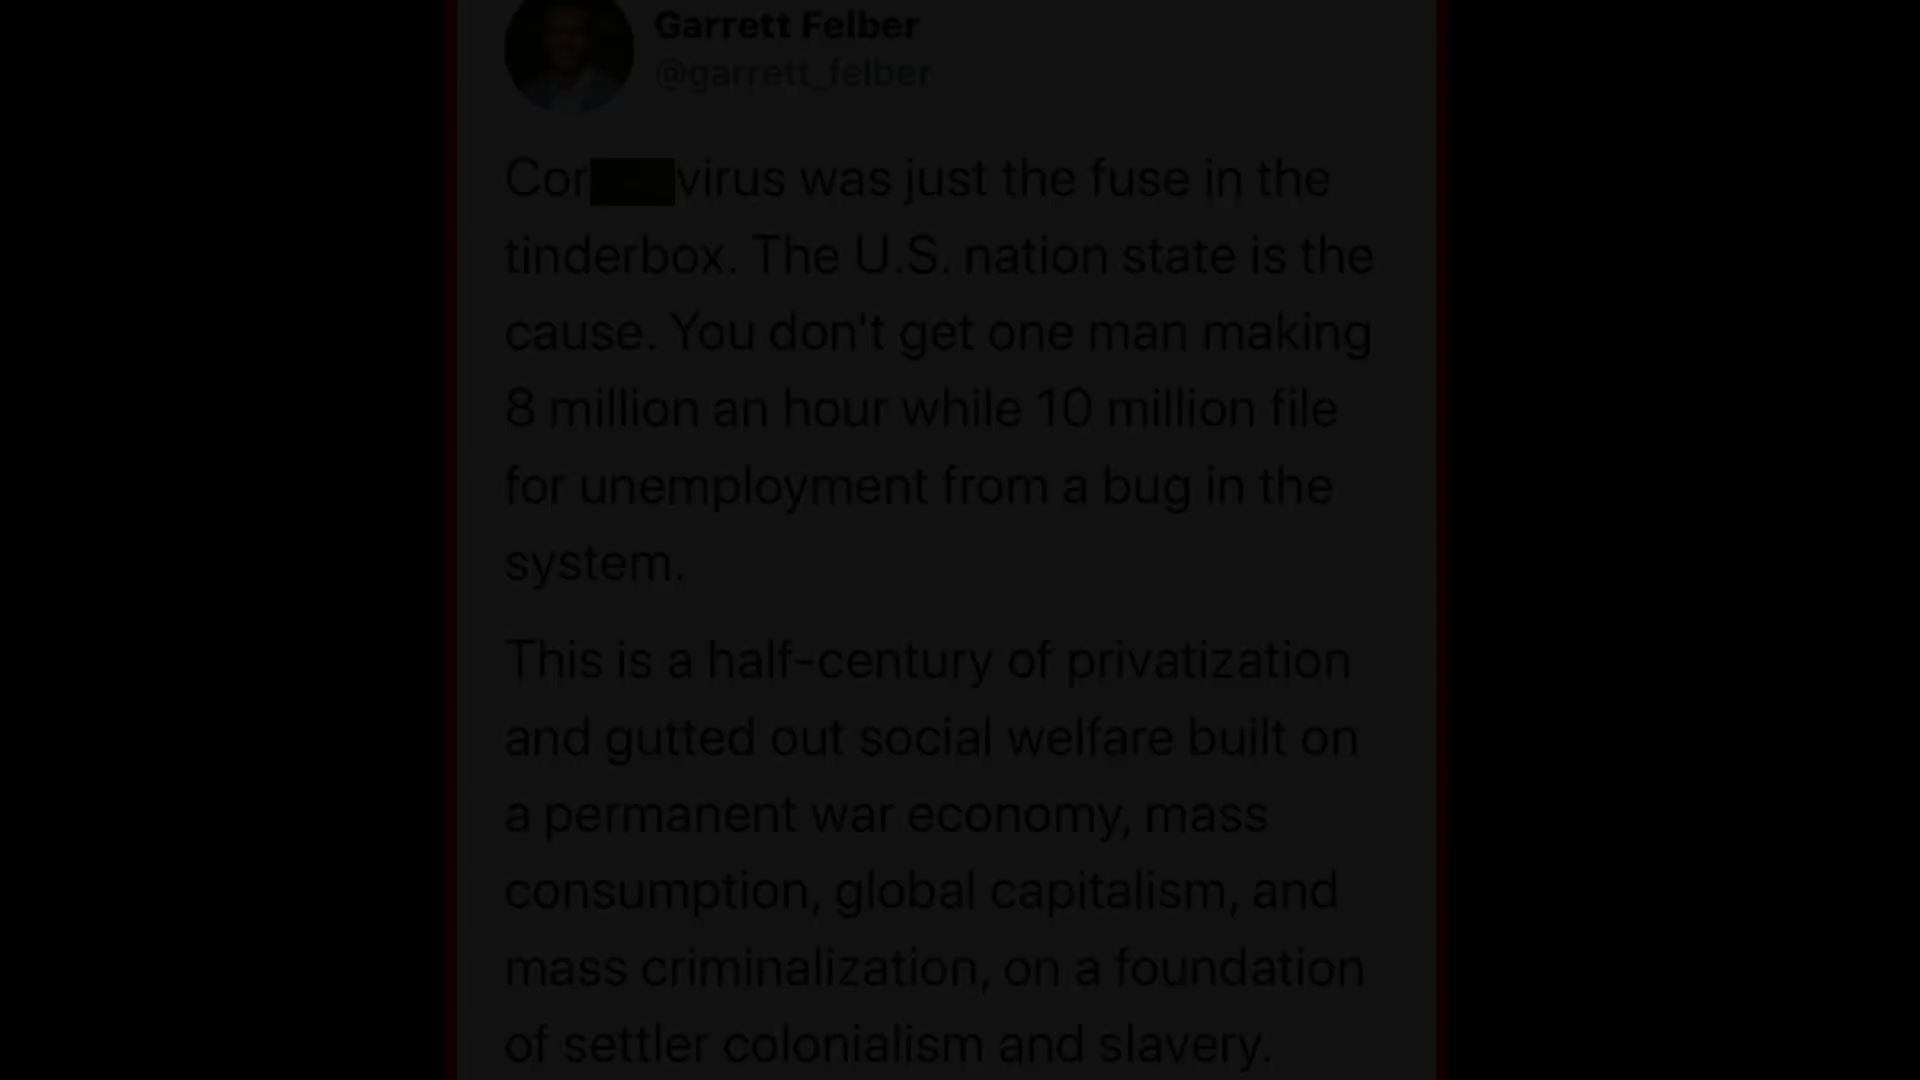 Garrett Felber
@garrett_felber
Cor virus was just the fuse in the
tinderbox. The U.S. nation state is the
cause. You don't get one man making
8 million an hour while 10 million file
for unemployment from a bug in the
system.
This is a half-century of privatization
and gutted out social welfare built on
a permanent war economy, mass
consumption, global capitalism, and
mass criminalization, on a foundation
of settler colonialism and slavery.